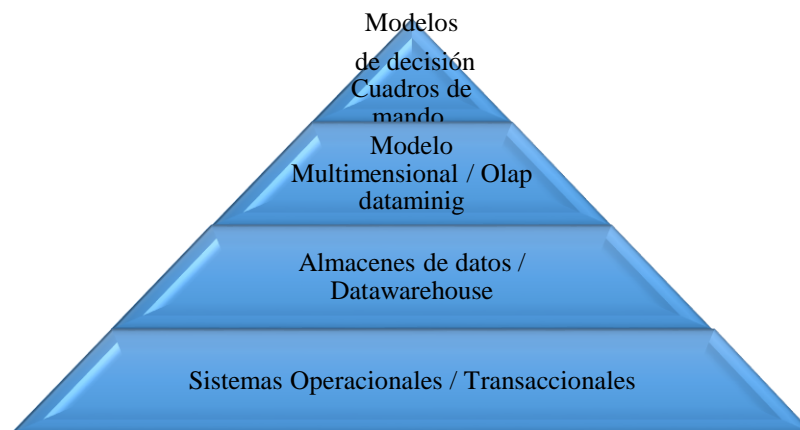 Modelos
de decisión
Cuadros de
mando
Modelo
Multimensional / Olap
dataminig
Almacenes de datos /
Datawarehouse
Sistemas Operacionales / Transaccionales